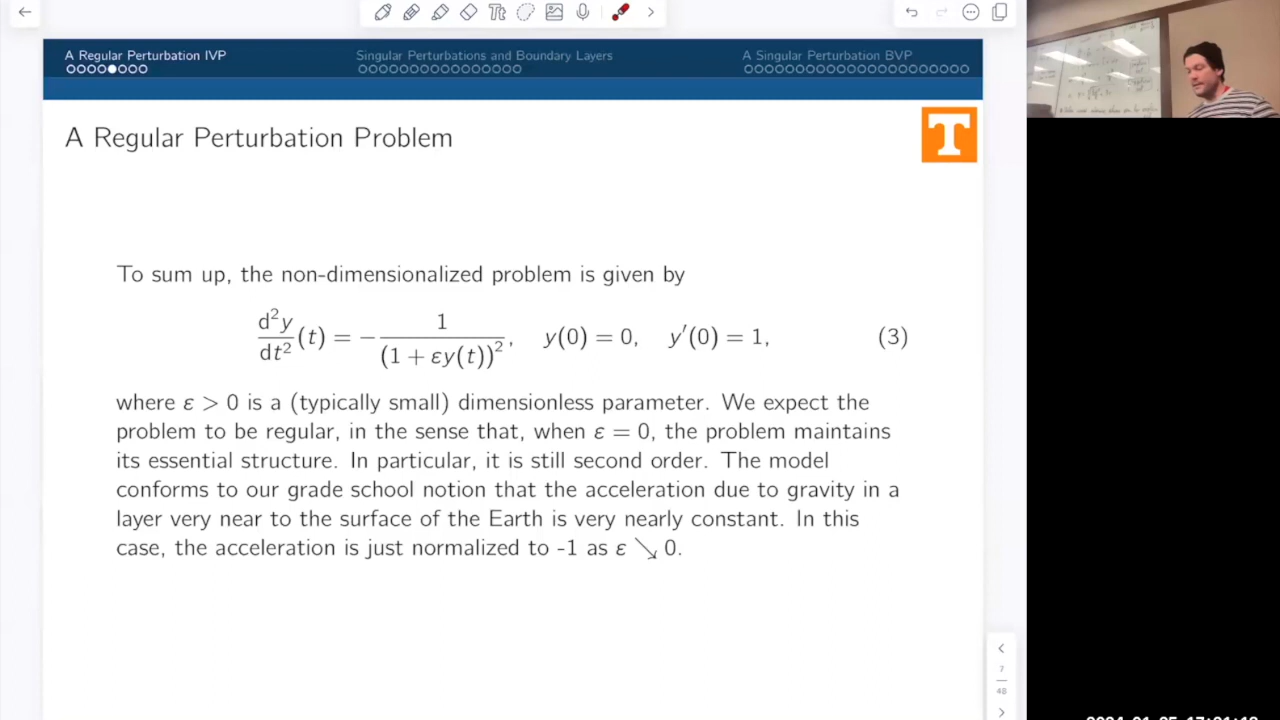 A Regular Perturbation IVP
Singular Perturbations and Boundary Layers
A Singular Perturbation BVP
A Regular Perturbation Problem
T
To sum up, the non-dimensionalized problem is given by
d²y/dt² (t) = − 1/(1 + εy(t))², y(0) = 0, y′(0) = 1, (3)
where ε > 0 is a (typically small) dimensionless parameter. We expect the
problem to be regular, in the sense that, when ε = 0, the problem maintains
its essential structure. In particular, it is still second order. The model
conforms to our grade school notion that the acceleration due to gravity in a
layer very near to the surface of the Earth is very nearly constant. In this
case, the acceleration is just normalized to -1 as ε ↘ 0.
7
48